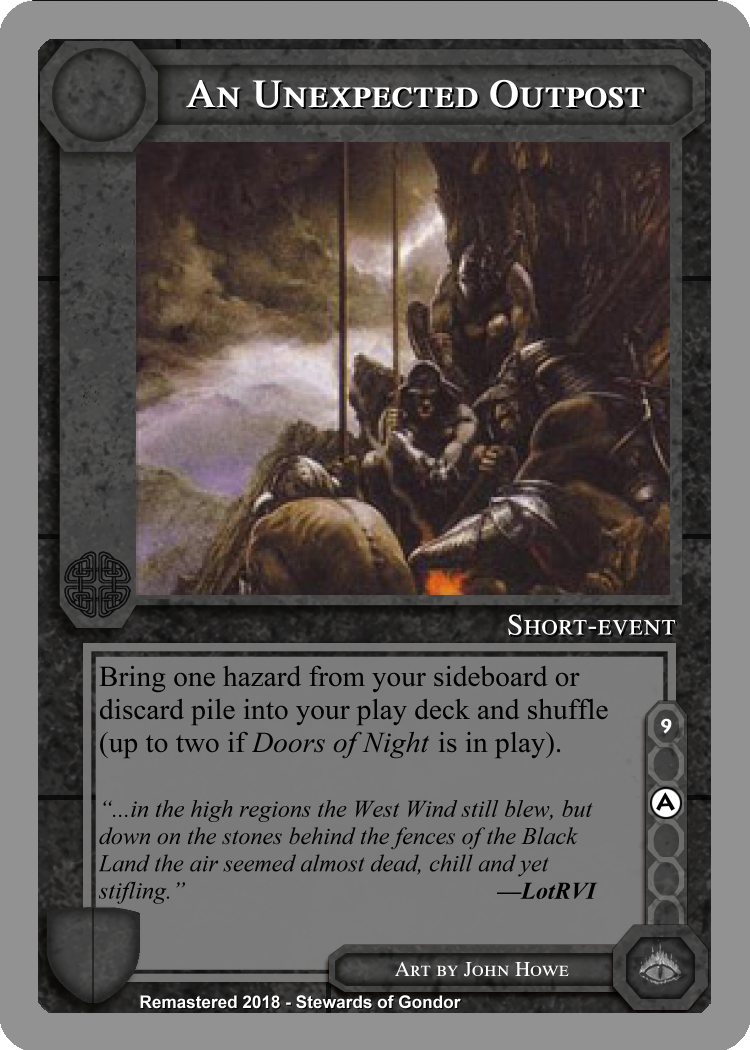 An Unexpected Outpost
Short-event
Bring one hazard from your sideboard or
discard pile into your play deck and shuffle
(up to two if Doors of Night is in play).
9
A
“...in the high regions the West Wind still blew, but
down on the stones behind the fences of the Black
Land the air seemed almost dead, chill and yet
stifling.” —LotRVI
Art by John Howe
Remastered 2018 - Stewards of Gondor